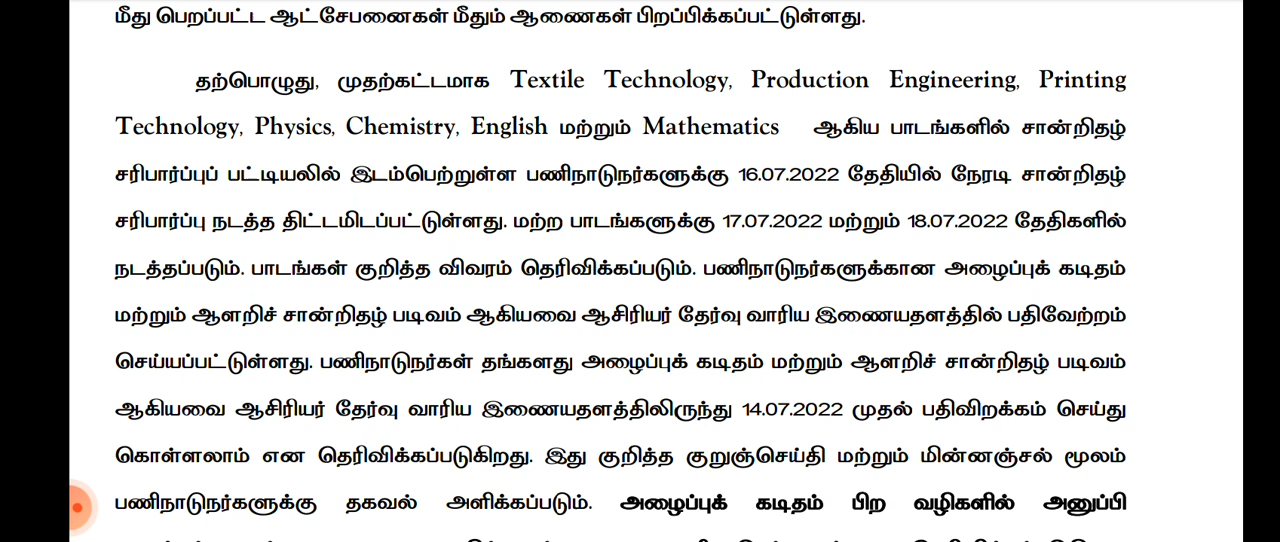 மீது பெறப்பட்ட ஆட்சேபனைகள் மீதும் ஆணைகள் பிறப்பிக்கப்பட்டுள்ளது.
தற்பொழுது, முதற்கட்டமாக Textile Technology, Production Engineering, Printing
Technology, Physics, Chemistry, English மற்றும் Mathematics ஆகிய பாடங்களில் சான்றிதழ்
சரிபார்ப்புப் பட்டியலில் இடம்பெற்றுள்ள பணிநாடுநர்களுக்கு 16.07.2022 தேதியில் நேரடி சான்றிதழ்
சரிபார்ப்பு நடத்த திட்டமிடப்பட்டுள்ளது. மற்ற பாடங்களுக்கு 17.07.2022 மற்றும் 18.07.2022 தேதிகளில்
நடத்தப்படும். பாடங்கள் குறித்த விவரம் தெரிவிக்கப்படும். பணிநாடுநர்களுக்கான அழைப்புக் கடிதம்
மற்றும் ஆளறிச் சான்றிதழ் படிவம் ஆகியவை ஆசிரியர் தேர்வு வாரிய இணையதளத்தில் பதிவேற்றம்
செய்யப்பட்டுள்ளது. பணிநாடுநர்கள் தங்களது அழைப்புக் கடிதம் மற்றும் ஆளறிச் சான்றிதழ் படிவம்
ஆகியவை ஆசிரியர் தேர்வு வாரிய இணையதளத்திலிருந்து 14.07.2022 முதல் பதிவிறக்கம் செய்து
கொள்ளலாம் என தெரிவிக்கப்படுகிறது. இது குறித்த குறுஞ்செய்தி மற்றும் மின்னஞ்சல் மூலம்
பணிநாடுநர்களுக்கு தகவல் அளிக்கப்படும். அழைப்புக் கடிதம் பிற வழிகளில் அனுப்பி